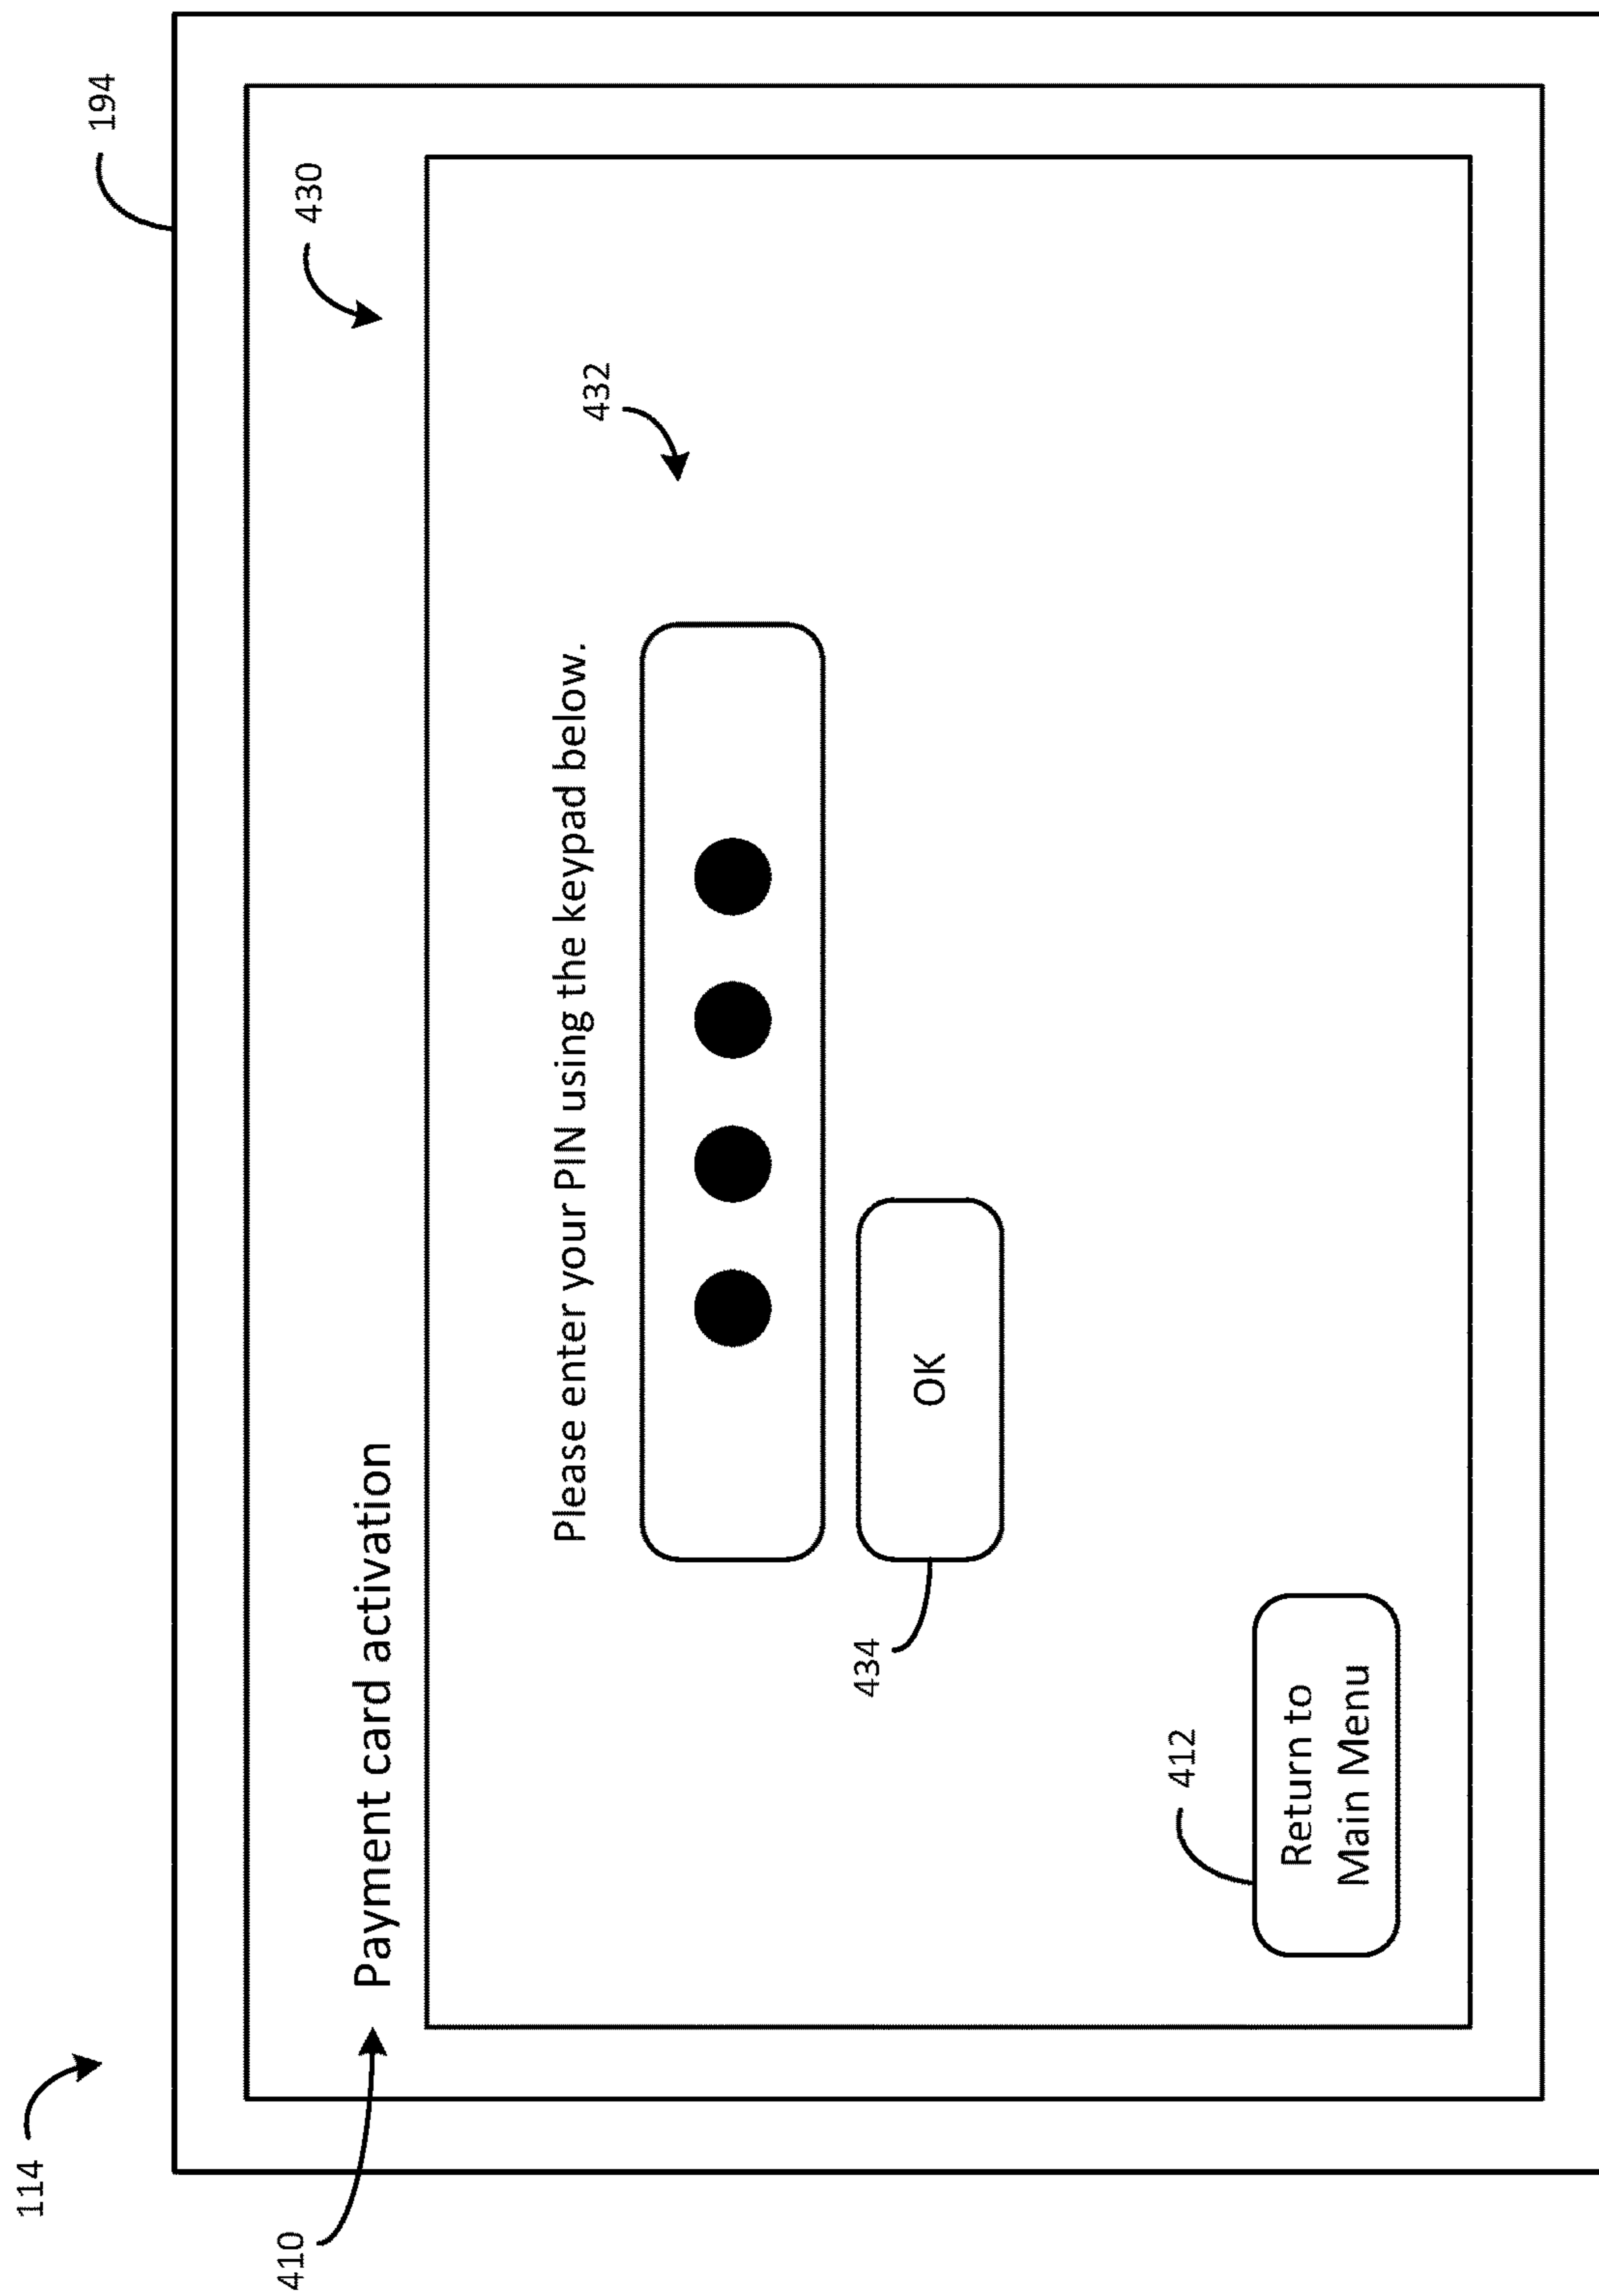 114
194
410
Payment card activation
430
Please enter your PIN using the keypad below.
432
434
OK
412
Return to
Main Menu